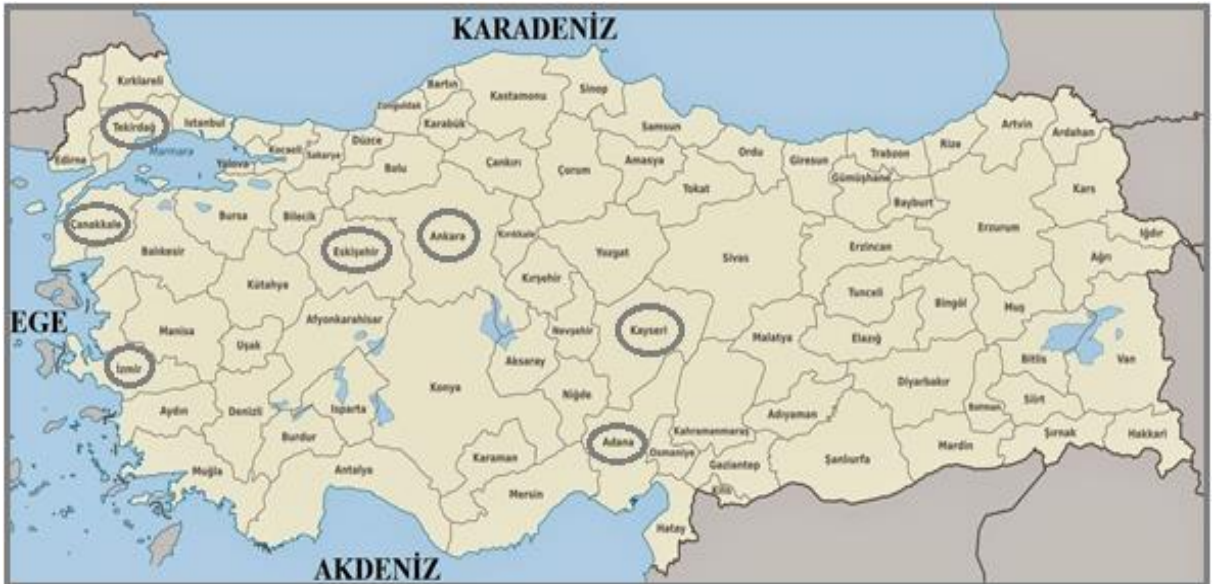 KARADENİZ
Kırklareli
Tekirdağ
Istanbul
Edirne
Marmara
Yalova
Kocaeli
Sakarya
Düzce
Zonguldak
Bartın
Karabük
Kastamonu
Sinop
Samsun
Ordu
Giresun
Trabzon
Rize
Artvin
Ardahan
Bolu
Çankırı
Çorum
Amasya
Tokat
Gümüşhane
Bayburt
Kars
Çanakkale
Balıkesir
Bursa
Bilecik
Eskişehir
Ankara
Kırıkkale
Yozgat
Sivas
Erzincan
Erzurum
Iğdır
Ağrı
Kütahya
Kırşehir
Tunceli
Bingöl
Muş
EGE
Manisa
Uşak
Afyonkarahisar
Nevşehir
Kayseri
Malatya
Elazığ
Bitlis
Van
İzmir
Konya
Aksaray
Niğde
Diyarbakır
Batman
Siirt
Aydın
Denizli
Isparta
Burdur
Adana
Kahramanmaraş
Adıyaman
Osmaniye
Gaziantep
Şanlıurfa
Mardin
Şırnak
Hakkari
Muğla
Antalya
Karaman
Mersin
Kilis
Hatay
AKDENİZ